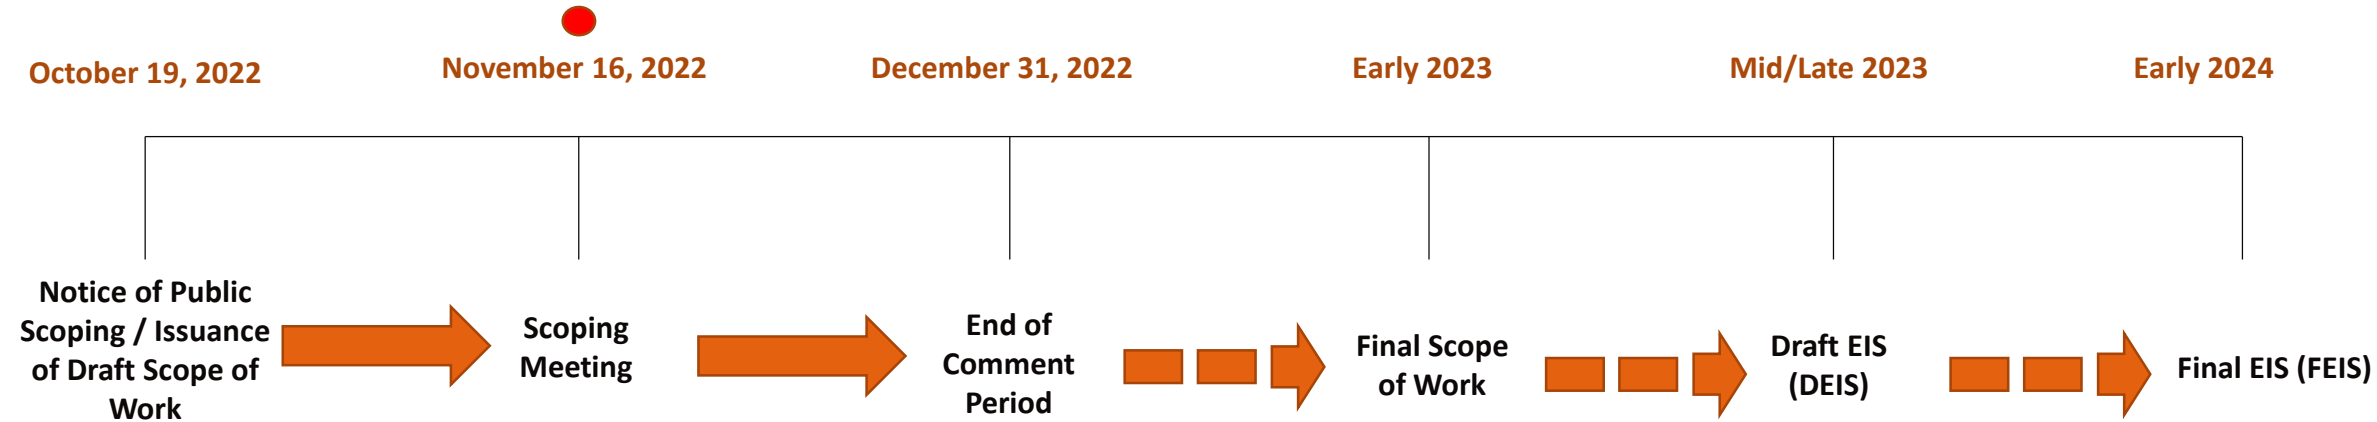 October 19, 2022
November 16, 2022
December 31, 2022
Early 2023
Mid/Late 2023
Early 2024
Notice of Public
Scoping / Issuance
of Draft Scope of
Work
Scoping
Meeting
End of
Comment
Period
Final Scope
of Work
Draft EIS
(DEIS)
Final EIS (FEIS)